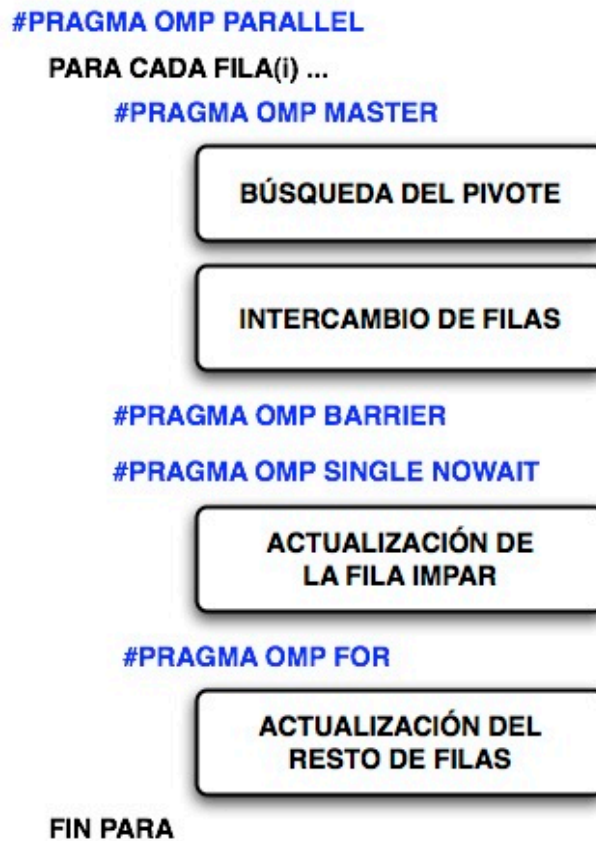 #PRAGMA OMP PARALLEL
PARA CADA FILA(i) ...
#PRAGMA OMP MASTER
BÚSQUEDA DEL PIVOTE
INTERCAMBIO DE FILAS
#PRAGMA OMP BARRIER
#PRAGMA OMP SINGLE NOWAIT
ACTUALIZACIÓN DE
LA FILA IMPAR
#PRAGMA OMP FOR
ACTUALIZACIÓN DEL
RESTO DE FILAS
FIN PARA